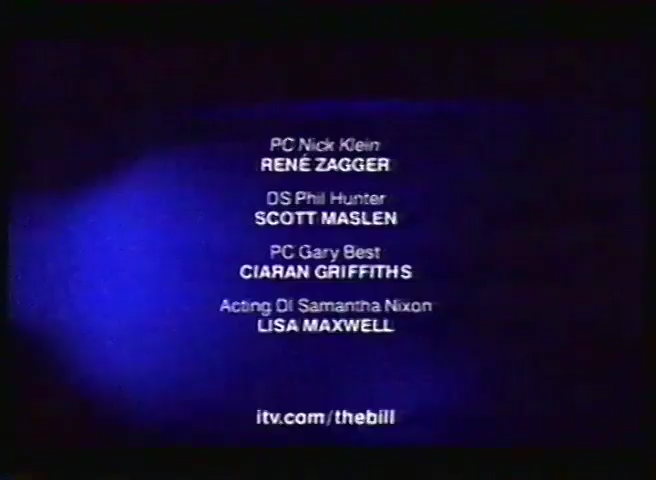 PC Nick Klein
RENÉ ZAGGER
DS Phil Hunter
SCOTT MASLEN
PC Gary Best
CIARAN GRIFFITHS
Acting DI Samantha Nixon
LISA MAXWELL
itv.com/thebill